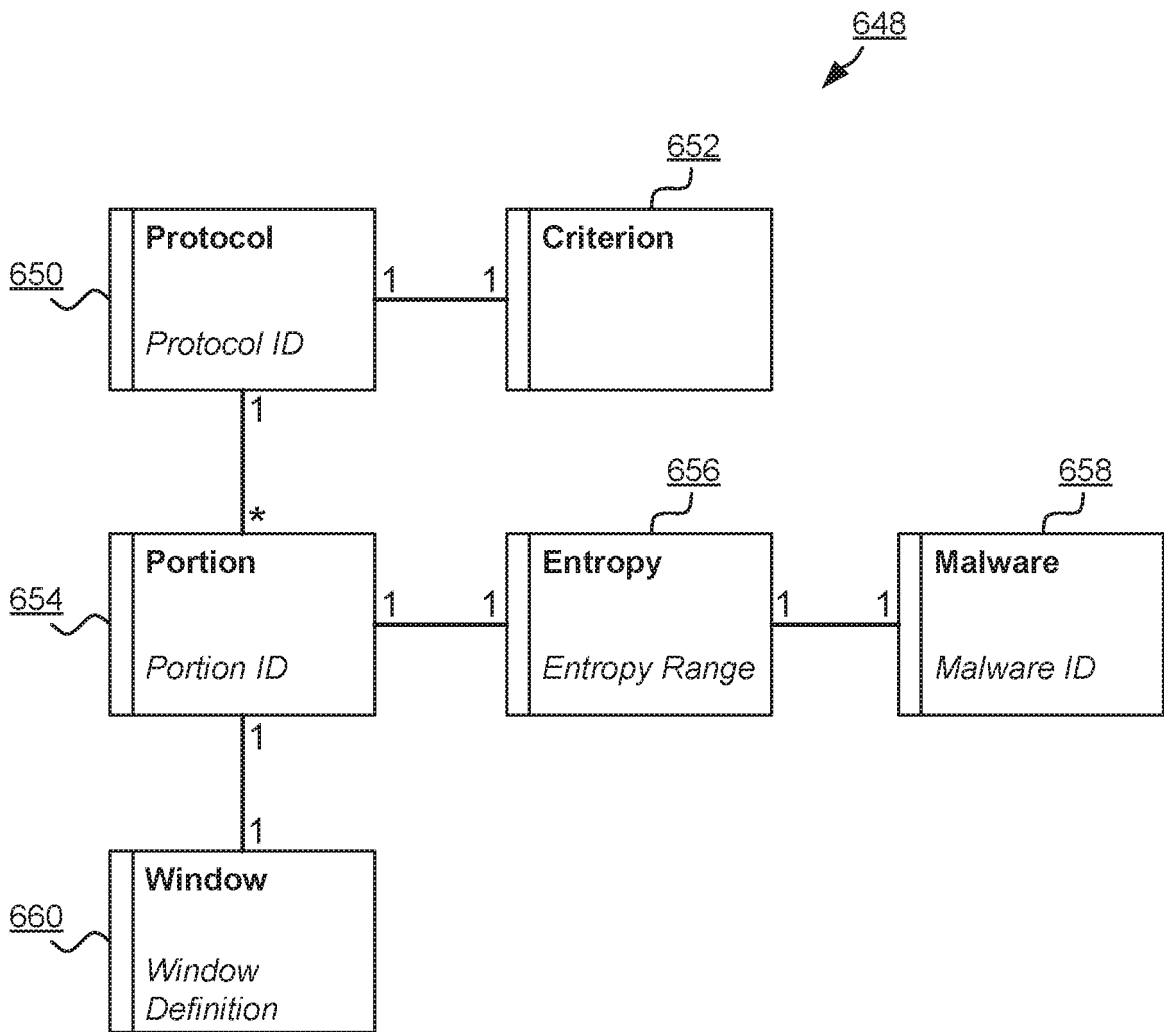 648
652
Protocol
Criterion
650
1
1
Protocol ID
1
656
658
*
Portion
Entropy
Malware
654
1
1
1
1
Portion ID
Entropy Range
Malware ID
1
1
Window
660
Window
Definition